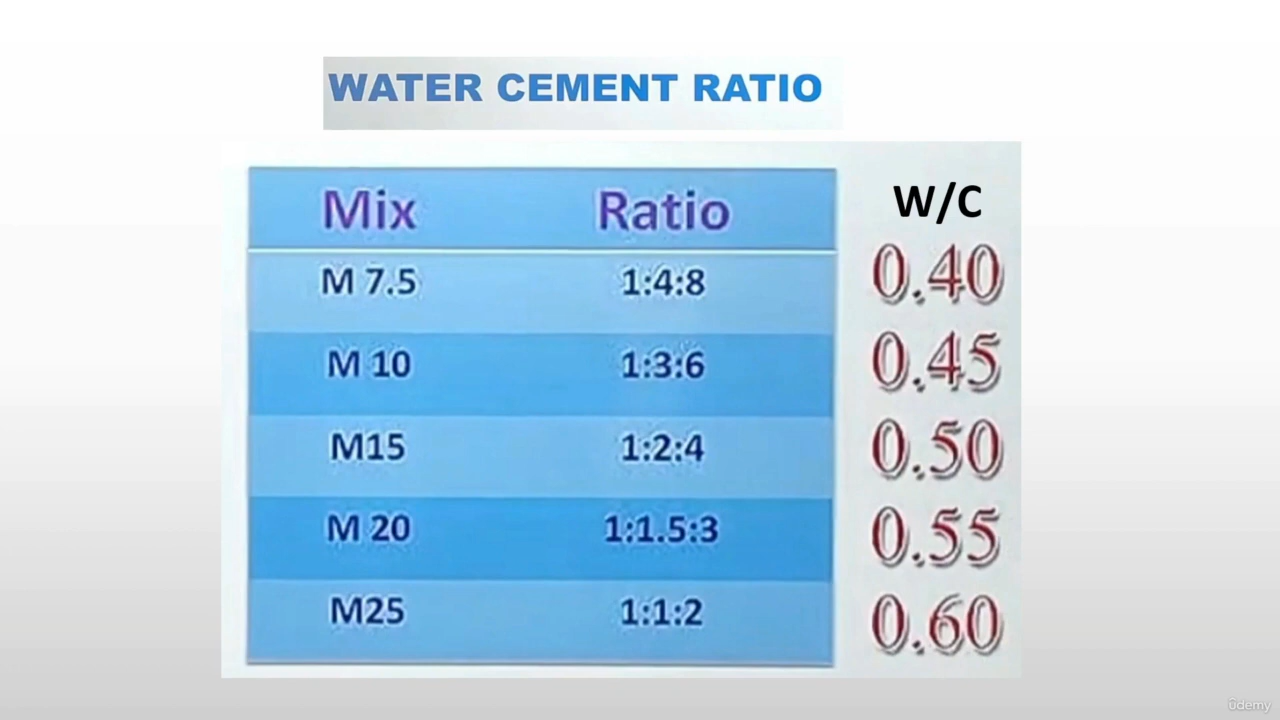 WATER CEMENT RATIO
Mix Ratio W/C
M 7.5 1:4:8 0.40
M 10 1:3:6 0.45
M15 1:2:4 0.50
M 20 1:1.5:3 0.55
M25 1:1:2 0.60
ûdemy